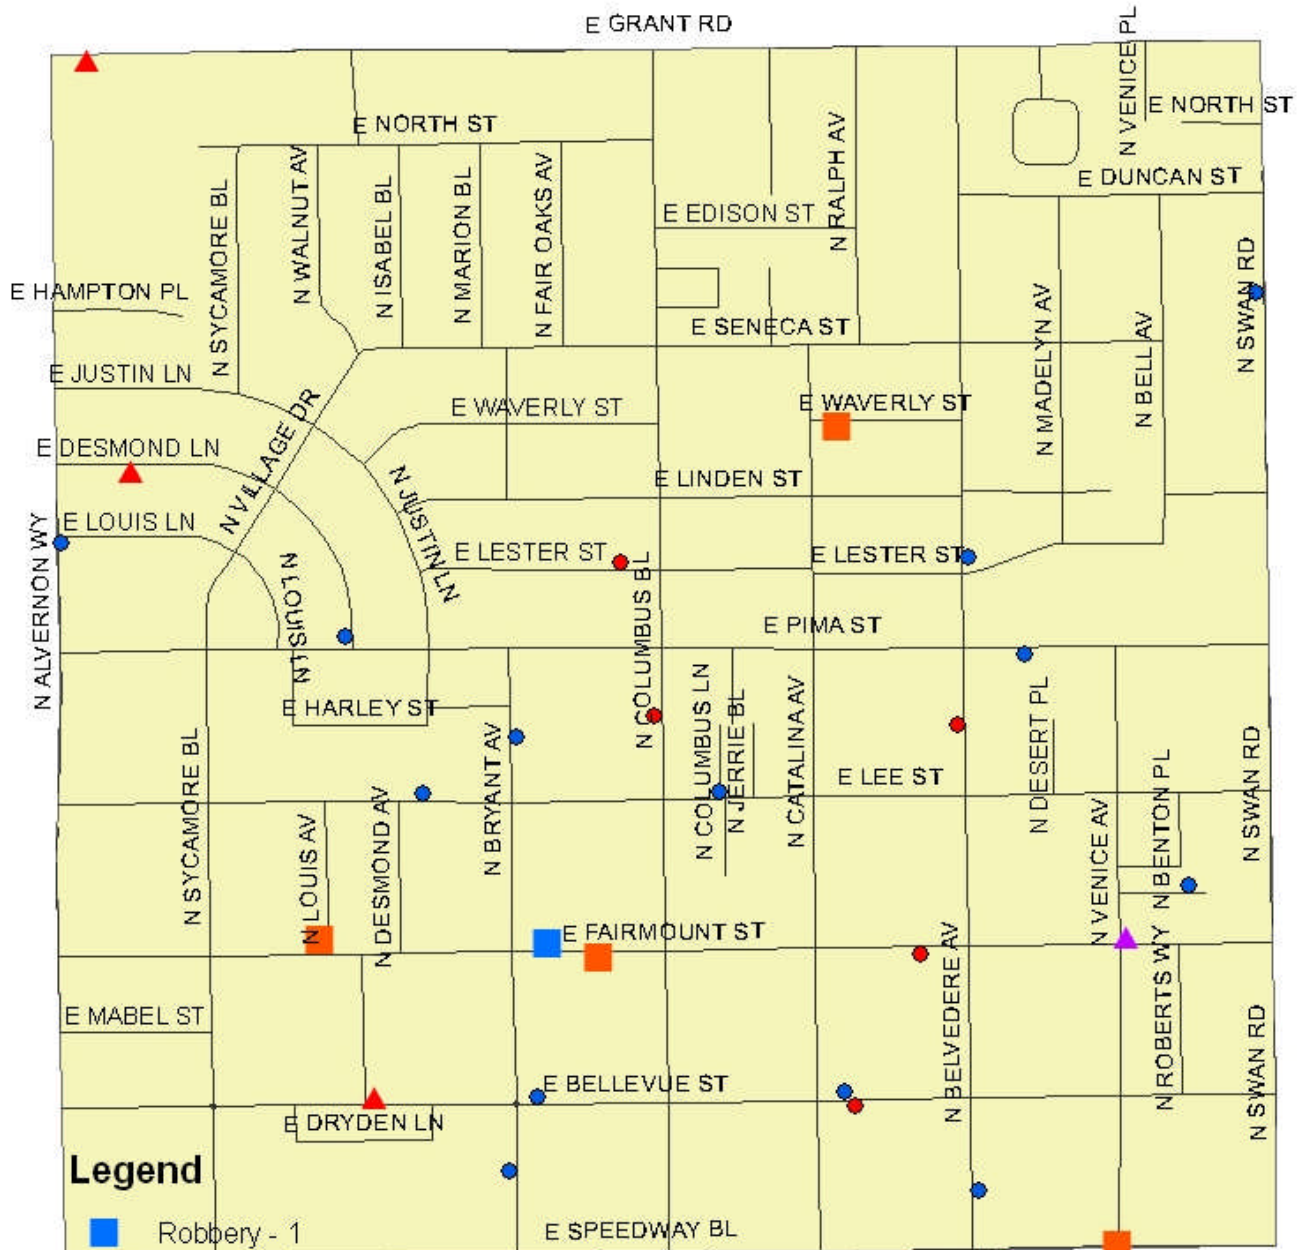 E GRANT RD
N VENICE PL
E NORTH ST
E NORTH ST
N RALPH AV
N WALNUT AV
N FAIR OAKS AV
N MARION BL
N ISABEL BL
N SYCAMORE BL
E DUNCAN ST
E EDISON ST
N SWAN RD
E HAMPTON PL
N MADELYN AV
N BELL AV
E SENECA ST
E JUSTIN LN
N VILLAGE DR
E WAVERLY ST
E WAVERLY ST
E DESMOND LN
N JUSTIN LN
E LINDEN ST
E LOUIS LN
N ALVERNON WY
N LOUIS LN
E LESTER ST
E LESTER ST
N COLUMBUS BL
E PIMA ST
E HARLEY ST
N COLUMBUS LN
N JERRIE BL
N CATALINA AV
N DESERT PL
N SYCAMORE BL
N BRYANT AV
E LEE ST
N BENTON PL
N SWAN RD
N LOUIS AV
N DESMOND AV
N VENICE AV
E FAIRMOUNT ST
N BELVEDERE AV
N ROBERTS WY
E MABEL ST
N SWAN RD
E BELLEVUE ST
E DRYDEN LN
Legend
Robbery - 1
E SPEEDWAY BL